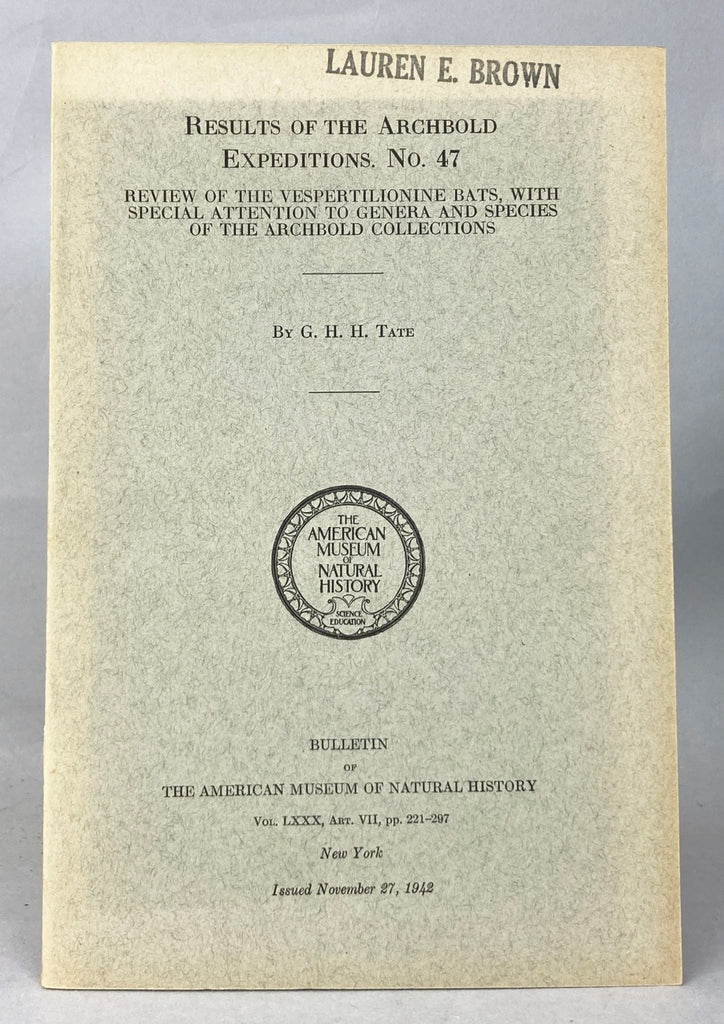 LAUREN E. BROWN
RESULTS OF THE ARCHBOLD
EXPEDITIONS. NO. 47
REVIEW OF THE VESPERTILIONINE BATS, WITH
SPECIAL ATTENTION TO GENERA AND SPECIES
OF THE ARCHBOLD COLLECTIONS
BY G. H. H. TATE
THE
AMERICAN
MUSEUM
OF
NATURAL
HISTORY
SCIENCE
EDUCATION
BULLETIN
OF
THE AMERICAN MUSEUM OF NATURAL HISTORY
VOL. LXXX, ART. VII, pp. 221–297
New York
Issued November 27, 1942